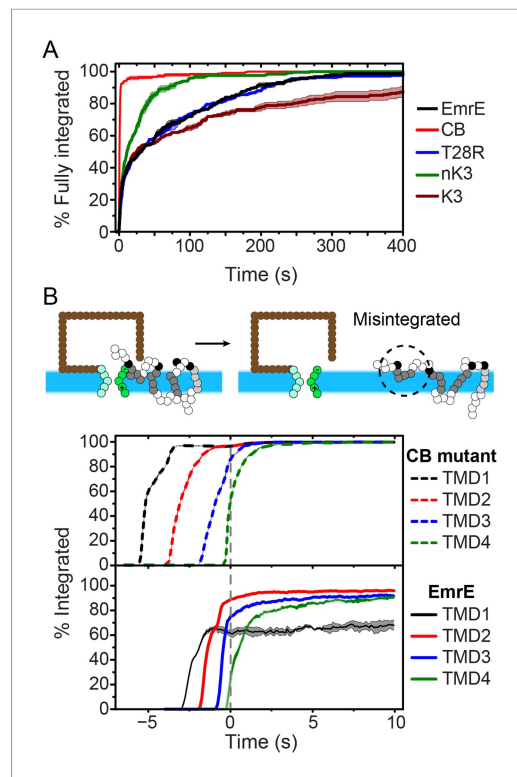 A
% Fully integrated
100
80
60
40
20
0
0 100 200 300 400
Time (s)
EmrE
CB
T28R
nK3
K3
B
Misintegrated
% Integrated
100
80
60
40
20
0
CB mutant
TMD1
TMD2
TMD3
TMD4
100
80
60
40
20
0
EmrE
TMD1
TMD2
TMD3
TMD4
−5 0 5 10
Time (s)